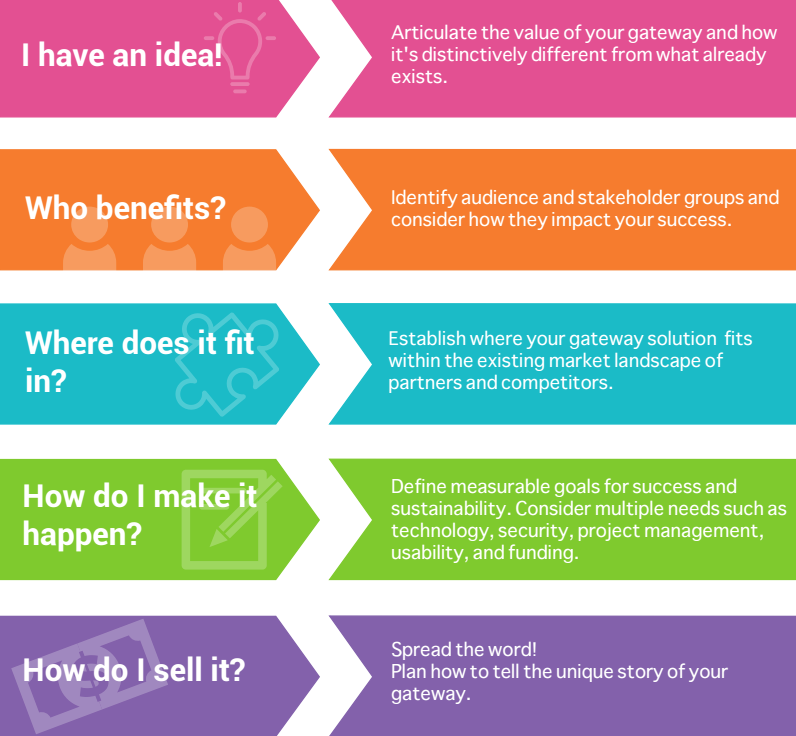 I have an idea!
Articulate the value of your gateway and how
it's distinctively different from what already
exists.
Who benefits?
Identify audience and stakeholder groups and
consider how they impact your success.
Where does it fit
in?
Establish where your gateway solution fits
within the existing market landscape of
partners and competitors.
How do I make it
happen?
Define measurable goals for success and
sustainability. Consider multiple needs such as
technology, security, project management,
usability, and funding.
How do I sell it?
Spread the word!
Plan how to tell the unique story of your
gateway.